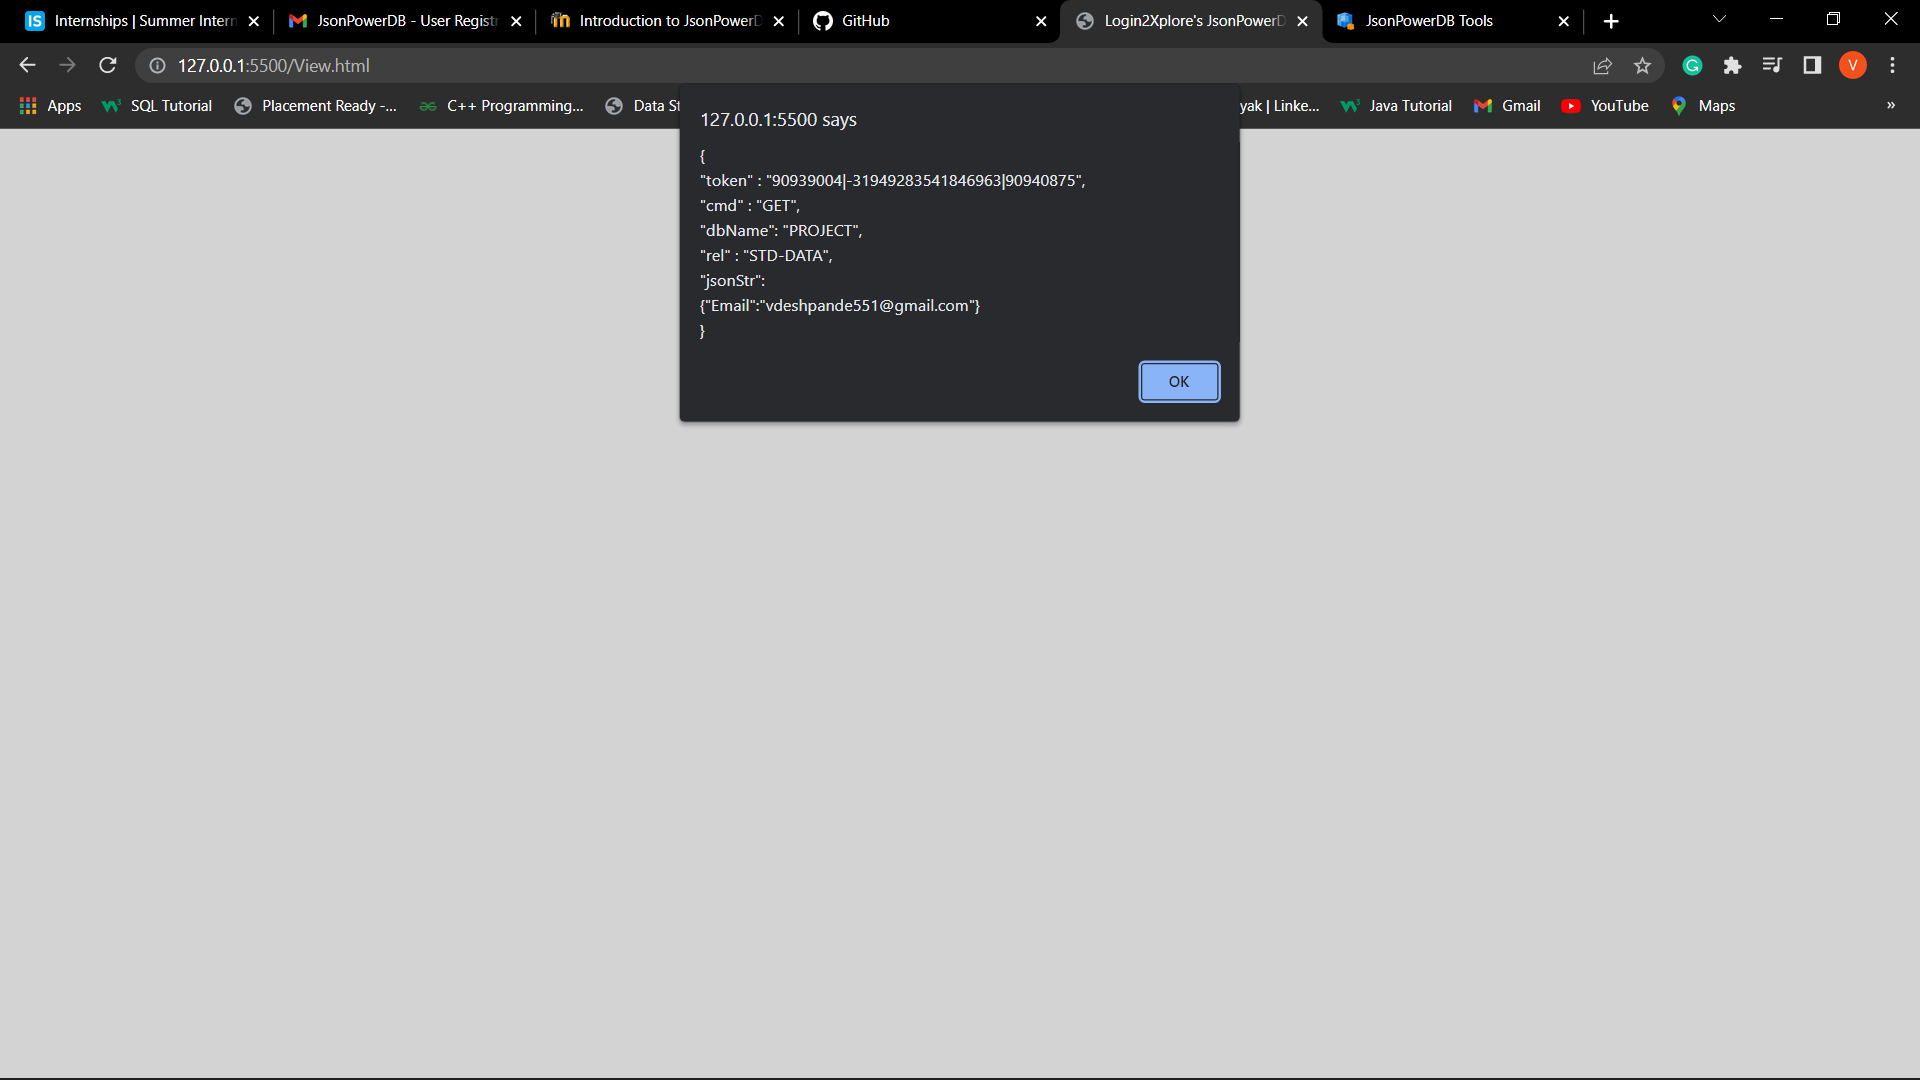 Internships | Summer Intern
JsonPowerDB - User Registr
Introduction to JsonPowerD
GitHub
Login2Xplore's JsonPowerD
JsonPowerDB Tools
127.0.0.1:5500/View.html
V
Apps
SQL Tutorial
Placement Ready -...
C++ Programming...
Data St
yak | Linke...
Java Tutorial
Gmail
YouTube
Maps
»
127.0.0.1:5500 says
{
"token" : "90939004|-31949283541846963|90940875",
"cmd" : "GET",
"dbName": "PROJECT",
"rel" : "STD-DATA",
"jsonStr":
{"Email":"vdeshpande551@gmail.com"}
}
OK